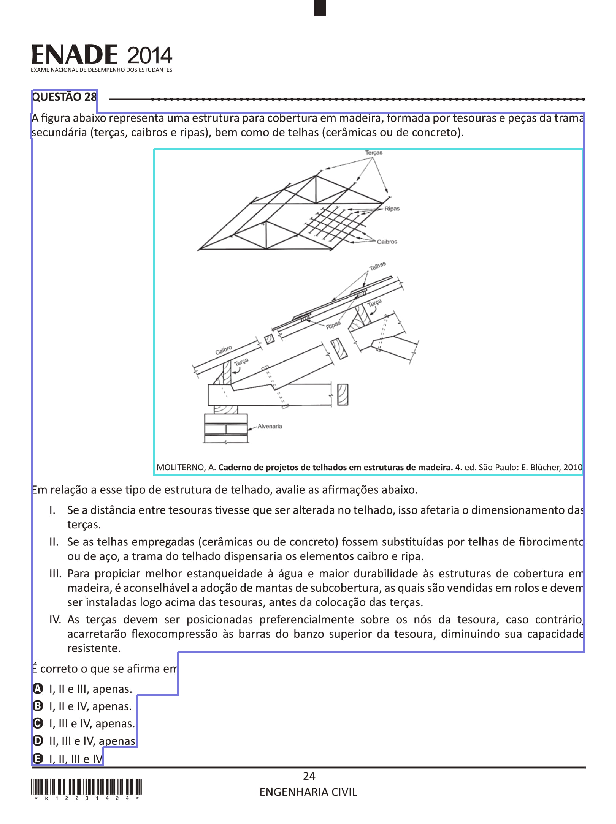 ENADE 2014
EXAME NACIONAL DE DESEMPENHO DOS ESTUDANTES
QUESTÃO 28
A figura abaixo representa uma estrutura para cobertura em madeira, formada por tesouras e peças da trama
secundária (terças, caibros e ripas), bem como de telhas (cerâmicas ou de concreto).
Terças
Ripas
Caibros
Telhas
Ripas
Terça
Caibro
Terça
Alvenaria
MOLITERNO, A. Caderno de projetos de telhados em estruturas de madeira. 4. ed. São Paulo: E. Blücher, 2010
Em relação a esse tipo de estrutura de telhado, avalie as afirmações abaixo.
I. Se a distância entre tesouras tivesse que ser alterada no telhado, isso afetaria o dimensionamento das
terças.
II. Se as telhas empregadas (cerâmicas ou de concreto) fossem substituídas por telhas de fibrocimento
ou de aço, a trama do telhado dispensaria os elementos caibro e ripa.
III. Para propiciar melhor estanqueidade à água e maior durabilidade às estruturas de cobertura em
madeira, é aconselhável a adoção de mantas de subcobertura, as quais são vendidas em rolos e devem
ser instaladas logo acima das tesouras, antes da colocação das terças.
IV. As terças devem ser posicionadas preferencialmente sobre os nós da tesoura, caso contrário,
acarretarão flexocompressão às barras do banzo superior da tesoura, diminuindo sua capacidade
resistente.
É correto o que se afirma em
A I, II e III, apenas.
B I, II e IV, apenas.
C I, III e IV, apenas.
D II, III e IV, apenas
E I, II, III e IV
24
ENGENHARIA CIVIL